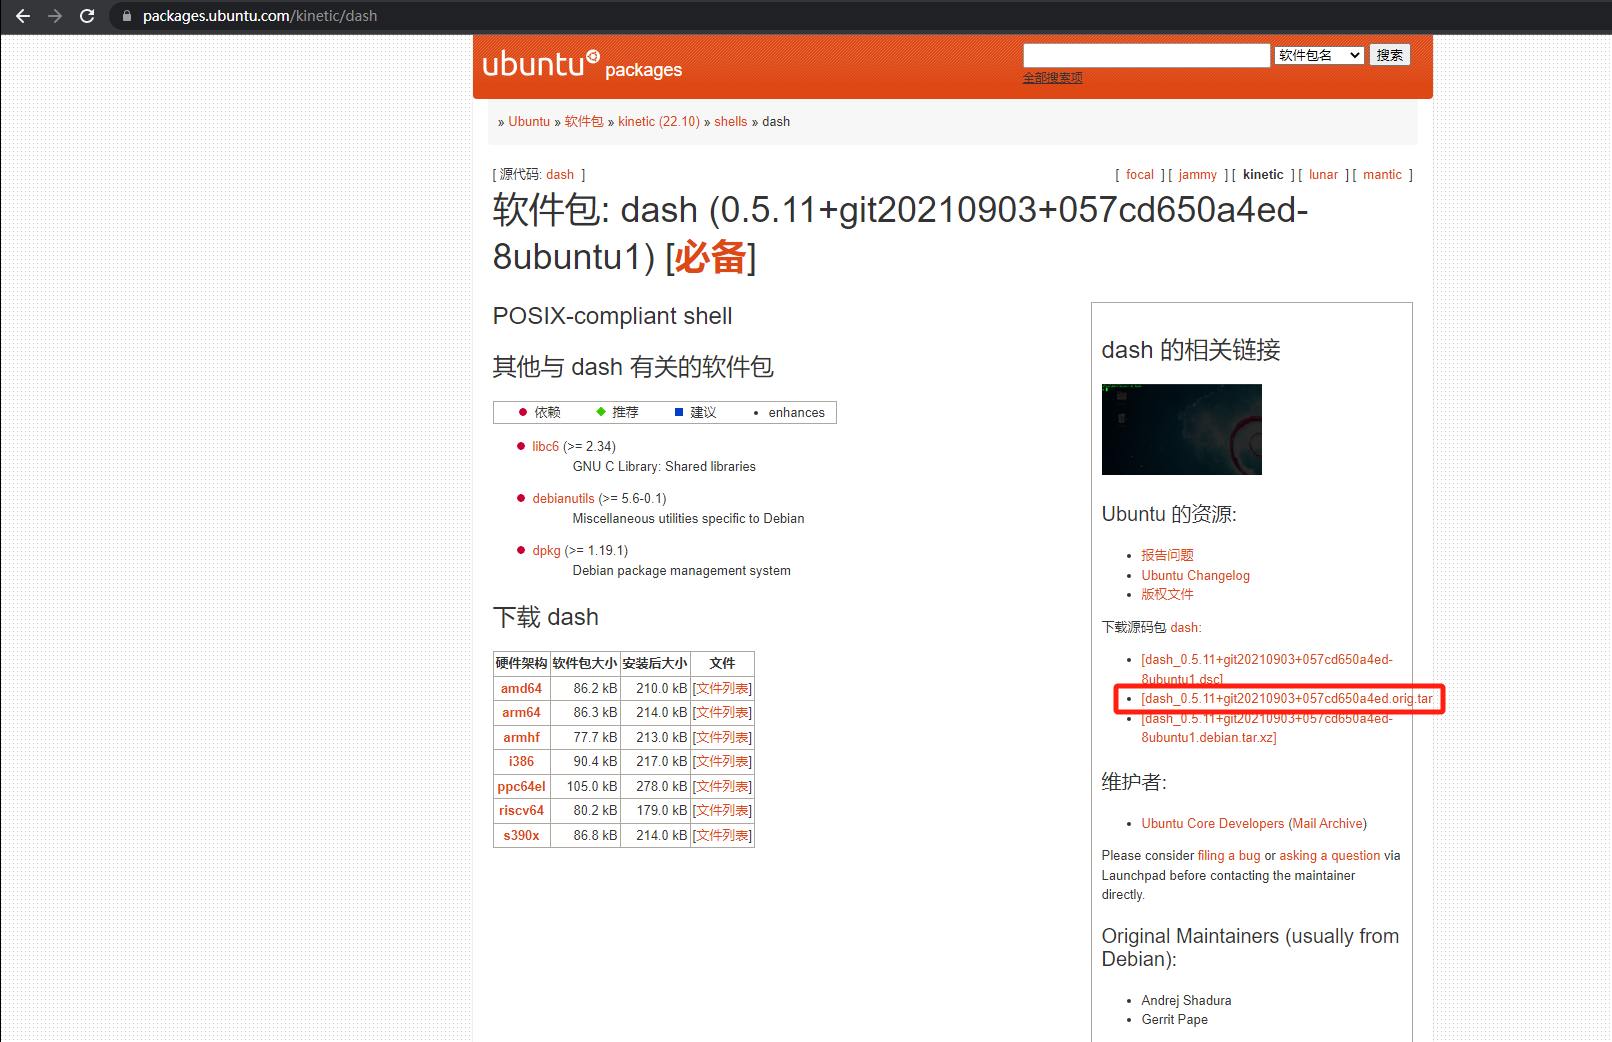 packages.ubuntu.com/kinetic/dash
ubuntu packages
软件包名
搜索
全部搜索项
» Ubuntu » 软件包 » kinetic (22.10) » shells » dash
[ 源代码: dash ]
[ focal ] [ jammy ] [ kinetic ] [ lunar ] [ mantic ]
软件包: dash (0.5.11+git20210903+057cd650a4ed-
8ubuntu1) [必备]
POSIX-compliant shell
其他与 dash 有关的软件包
依赖 推荐 建议 enhances
libc6 (>= 2.34)
GNU C Library: Shared libraries
debianutils (>= 5.6-0.1)
Miscellaneous utilities specific to Debian
dpkg (>= 1.19.1)
Debian package management system
下载 dash
硬件架构 软件包大小 安装后大小 文件
amd64 86.2 kB 210.0 kB [文件列表]
arm64 86.3 kB 214.0 kB [文件列表]
armhf 77.7 kB 213.0 kB [文件列表]
i386 90.4 kB 217.0 kB [文件列表]
ppc64el 105.0 kB 278.0 kB [文件列表]
riscv64 80.2 kB 179.0 kB [文件列表]
s390x 86.8 kB 214.0 kB [文件列表]
dash 的相关链接
Ubuntu 的资源:
报告问题
Ubuntu Changelog
版权文件
下载源码包 dash:
[dash_0.5.11+git20210903+057cd650a4ed-
8ubuntu1.dsc]
[dash_0.5.11+git20210903+057cd650a4ed.orig.tar
[dash_0.5.11+git20210903+057cd650a4ed-
8ubuntu1.debian.tar.xz]
维护者:
Ubuntu Core Developers (Mail Archive)
Please consider filing a bug or asking a question via
Launchpad before contacting the maintainer
directly.
Original Maintainers (usually from
Debian):
Andrej Shadura
Gerrit Pape